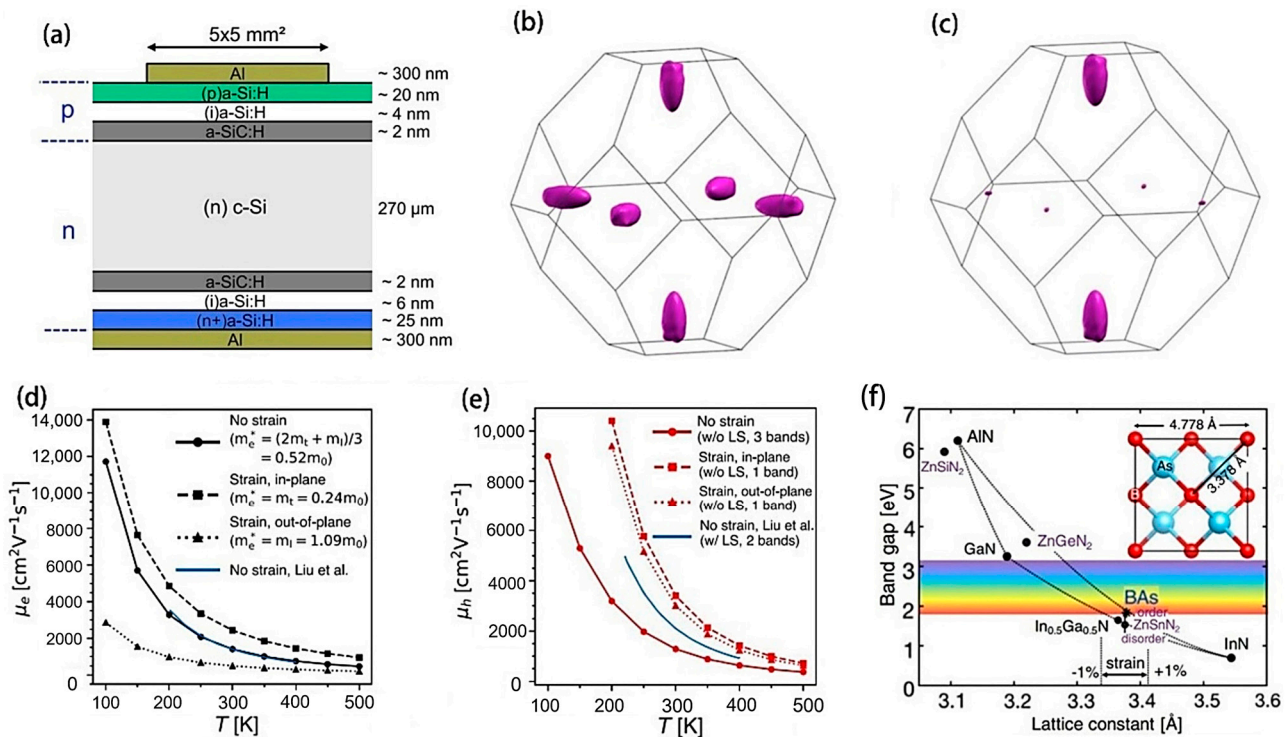 (a)
5x5 mm²
Al
~ 300 nm
(p)a-Si:H
~ 20 nm
p
(i)a-Si:H
~ 4 nm
a-SiC:H
~ 2 nm
(n) c-Si
270 μm
n
a-SiC:H
~ 2 nm
(i)a-Si:H
~ 6 nm
(n+)a-Si:H
~ 25 nm
Al
~ 300 nm
(b)
(c)
(d)
14,000
12,000
10,000
8000
6000
4000
2000
0
μe [cm²V⁻¹s⁻¹]
No strain
(m*e = (2mt + ml)/3
= 0.52m0)
Strain, in-plane
(m*e = mt = 0.24m0)
Strain, out-of-plane
(m*e = ml = 1.09m0)
No strain, Liu et al.
100 200 300 400 500
T [K]
(e)
10,000
8000
6000
4000
2000
0
μh [cm²V⁻¹s⁻¹]
No strain
(w/o LS, 3 bands)
Strain, in-plane
(w/o LS, 1 band)
Strain, out-of-plane
(w/o LS, 1 band)
No strain, Liu et al.
(w/ LS, 2 bands)
100 200 300 400 500
T [K]
(f)
7
6
5
4
3
2
1
0
Band gap [eV]
AlN
ZnSiN₂
ZnGeN₂
GaN
BAs
order
In₀.₅Ga₀.₅N
ZnSnN₂
disorder
InN
-1% strain +1%
4.778 Å
As
3.378 Å
B
3.1 3.2 3.3 3.4 3.5 3.6
Lattice constant [Å]